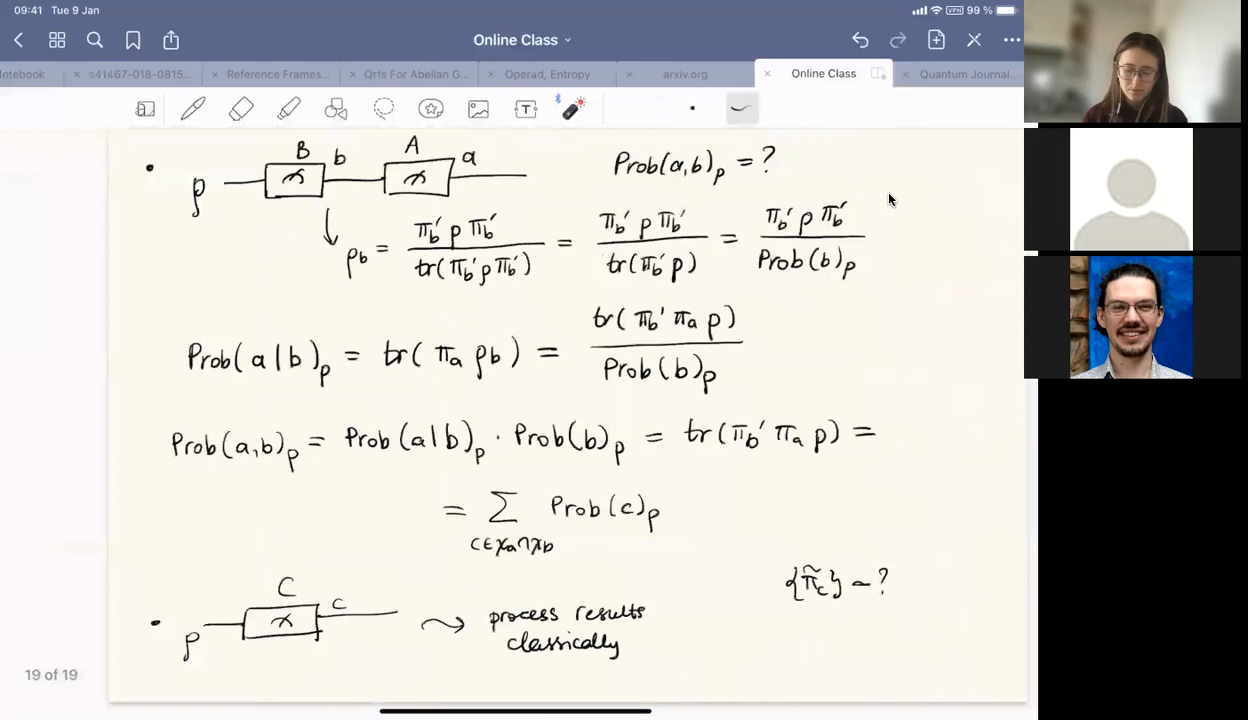 09:41 Tue 9 Jan
VPN 99 %
Online Class
otebook
s41467-018-0815...
Reference Frames...
Qrfs For Abelian G...
Operad, Entropy
arxiv.org
Online Class
Quantum Journal...
B b A a
ρ
Prob(a,b)ρ = ?
ρb = πb' ρ πb' / tr(πb' ρ πb') = πb' ρ πb' / tr(πb' ρ) = πb' ρ πb' / Prob(b)ρ
Prob(a|b)ρ = tr(πa ρb) = tr(πb' πa ρ) / Prob(b)ρ
Prob(a,b)ρ = Prob(a|b)ρ · Prob(b)ρ = tr(πb' πa ρ) =
= Σ Prob(c)ρ
c∈χa∩χb
{π̃c} – ?
C c
ρ
process results
classically
19 of 19